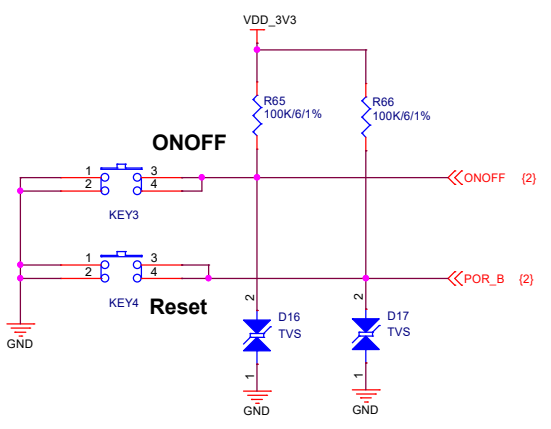 VDD_3V3
R65
100K/6/1%
R66
100K/6/1%
ONOFF
1
2
3
4
KEY3
ONOFF {2}
1
2
3
4
KEY4
Reset
POR_B {2}
2
D16
TVS
1
2
D17
TVS
1
GND
GND
GND